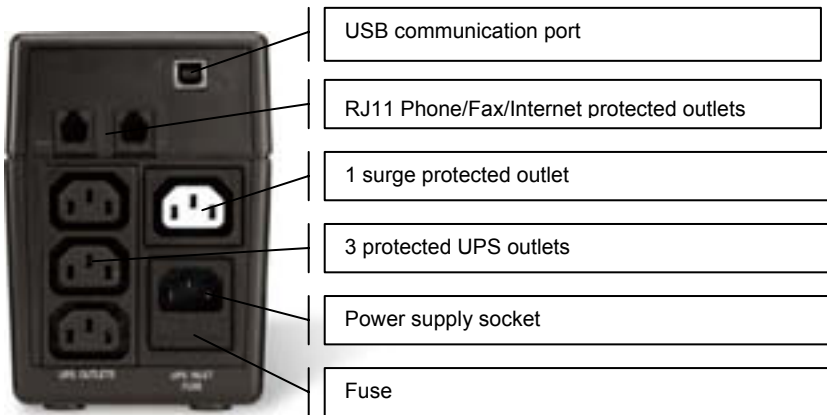 USB communication port
RJ11 Phone/Fax/Internet protected outlets
1 surge protected outlet
3 protected UPS outlets
Power supply socket
Fuse
UPS OUTLETS
UPS INLET
FUSE